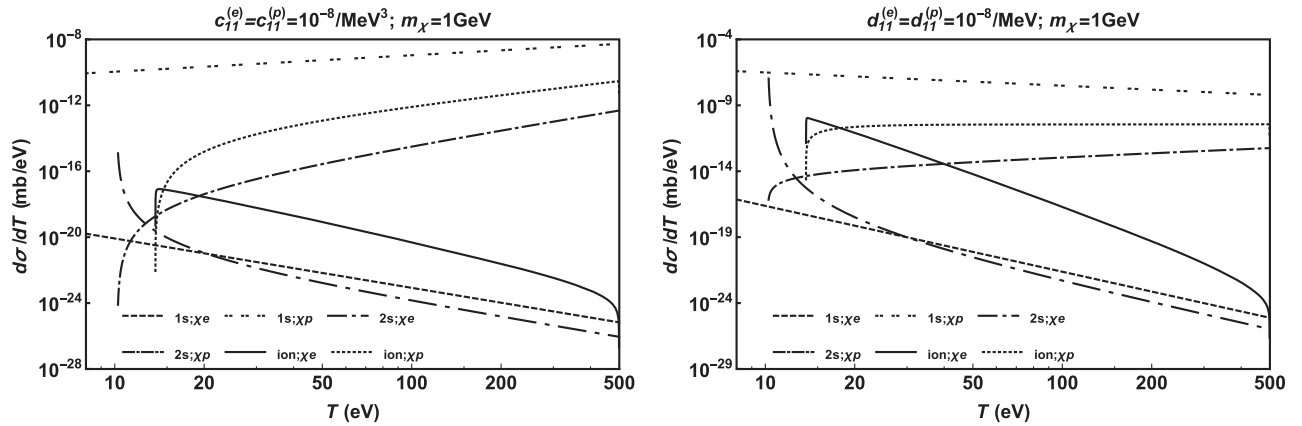 c₁₁⁽ᵉ⁾=c₁₁⁽ᵖ⁾=10⁻⁸/MeV³; mᵪ=1GeV
10⁻⁸
10⁻¹²
10⁻¹⁶
10⁻²⁰
10⁻²⁴
10⁻²⁸
dσ/dT (mb/eV)
1s;χe 1s;χp 2s;χe
2s;χp ion;χe ion;χp
10 20 50 100 200 500
T (eV)
d₁₁⁽ᵉ⁾=d₁₁⁽ᵖ⁾=10⁻⁸/MeV; mᵪ=1GeV
10⁻⁴
10⁻⁹
10⁻¹⁴
10⁻¹⁹
10⁻²⁴
10⁻²⁹
dσ/dT (mb/eV)
1s;χe 1s;χp 2s;χe
2s;χp ion;χe ion;χp
10 20 50 100 200 500
T (eV)